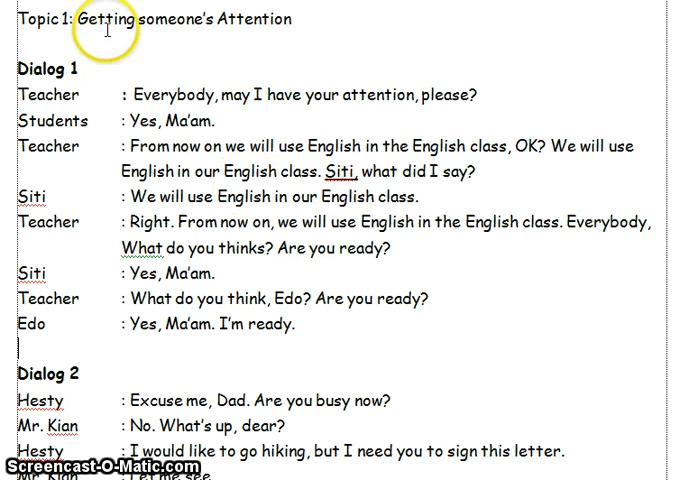 Topic 1: Getting someone's Attention
Dialog 1
Teacher : Everybody, may I have your attention, please?
Students : Yes, Ma'am.
Teacher : From now on we will use English in the English class, OK? We will use
English in our English class. Siti, what did I say?
Siti : We will use English in our English class.
Teacher : Right. From now on, we will use English in the English class. Everybody,
What do you thinks? Are you ready?
Siti : Yes, Ma'am.
Teacher : What do you think, Edo? Are you ready?
Edo : Yes, Ma'am. I'm ready.
Dialog 2
Hesty : Excuse me, Dad. Are you busy now?
Mr. Kian : No. What's up, dear?
Hesty : I would like to go hiking, but I need you to sign this letter.
Mr. Kian : Let me see
Screencast-O-Matic.com